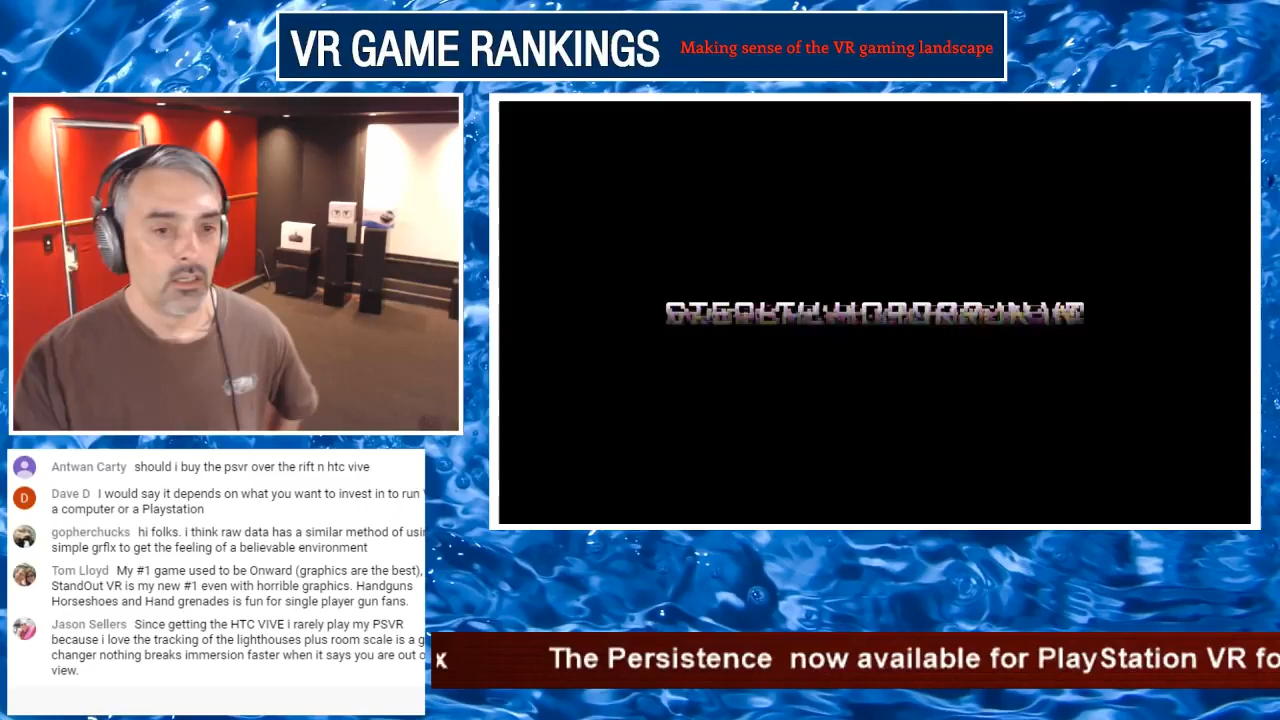 VR GAME RANKINGS Making sense of the VR gaming landscape
Antwan Carty should i buy the psvr over the rift n htc vive
D
Dave D I would say it depends on what you want to invest in to run
a computer or a Playstation
gopherchucks hi folks. i think raw data has a similar method of
simple grflx to get the feeling of a believable environment
Tom Lloyd My #1 game used to be Onward (graphics are the best),
StandOut VR is my new #1 even with horrible graphics. Handguns
Horseshoes and Hand grenades is fun for single player gun fans.
Jason Sellers Since getting the HTC VIVE i rarely play my PSVR
because i love the tracking of the lighthouses plus room scale is a
changer nothing breaks immersion faster when it says you are out
view.
x The Persistence now available for PlayStation VR